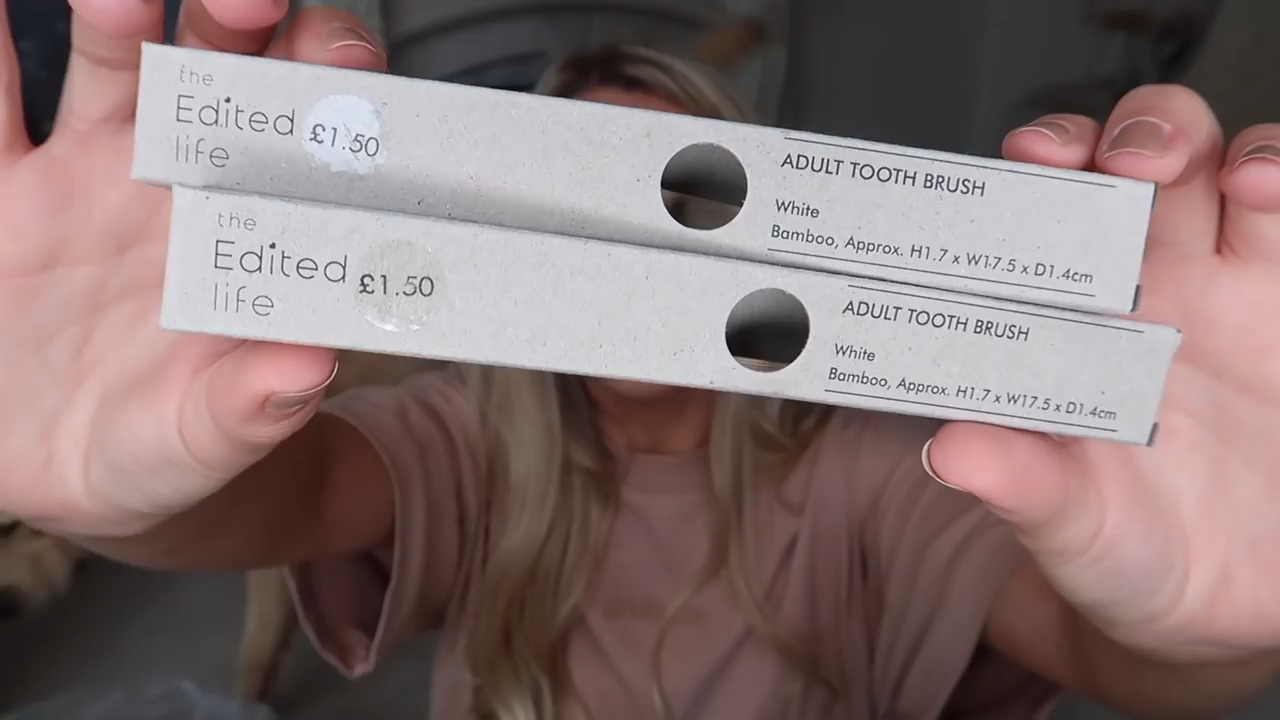 the
Edited
life
£1.50
ADULT TOOTH BRUSH
White
Bamboo, Approx. H1.7 x W17.5 x D1.4cm
the
Edited
life
£1.50
ADULT TOOTH BRUSH
White
Bamboo, Approx. H1.7 x W17.5 x D1.4cm